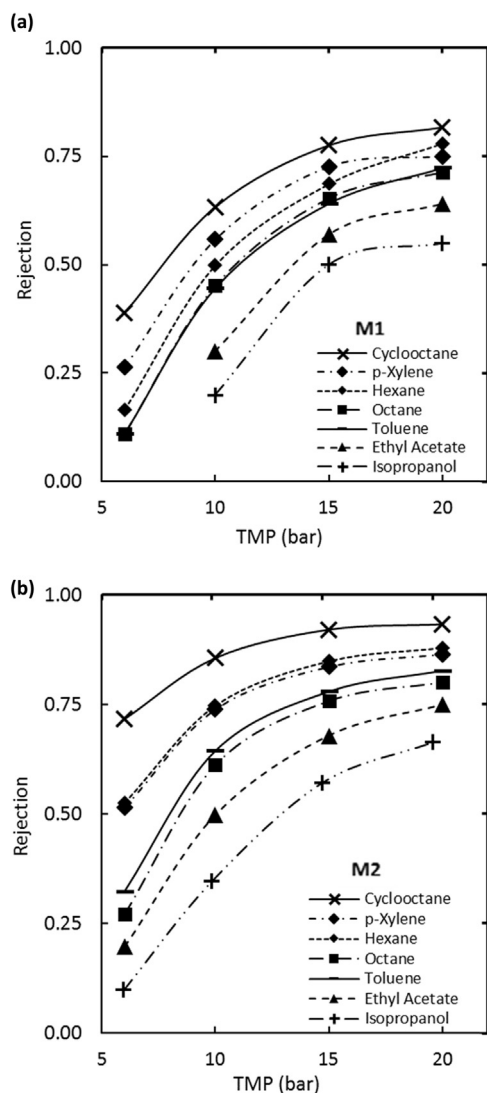 (a)
1.00
0.75
0.50
0.25
0.00
Rejection
M1
Cyclooctane
p-Xylene
Hexane
Octane
Toluene
Ethyl Acetate
Isopropanol
5
10
15
20
TMP (bar)
(b)
1.00
0.75
0.50
0.25
0.00
Rejection
M2
Cyclooctane
p-Xylene
Hexane
Octane
Toluene
Ethyl Acetate
Isopropanol
5
10
15
20
TMP (bar)